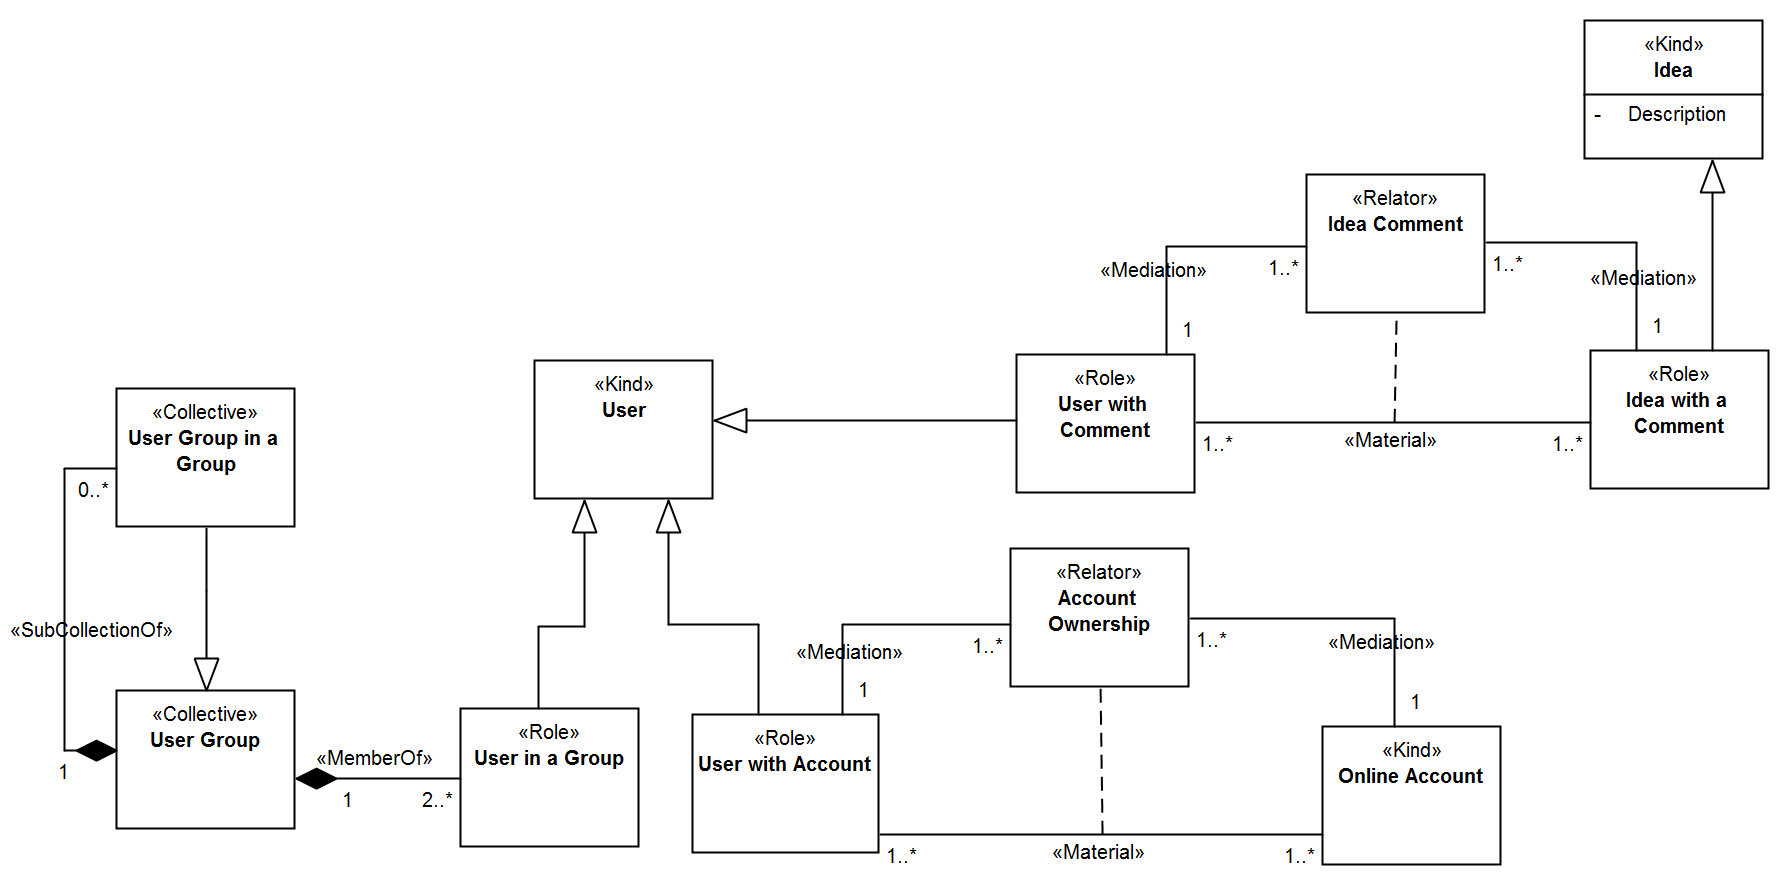 «Kind»
Idea
- Description
«Relator»
Idea Comment
«Mediation»
1..*
1..*
«Mediation»
1
1
«Kind»
User
«Role»
User with
Comment
1..*
«Material»
1..*
«Role»
Idea with a
Comment
«Collective»
User Group in a
Group
0..*
«SubCollectionOf»
1
«Collective»
User Group
«MemberOf»
1
2..*
«Role»
User in a Group
«Relator»
Account
Ownership
«Mediation»
1..*
1..*
«Mediation»
1
1
«Role»
User with Account
«Kind»
Online Account
1..*
«Material»
1..*